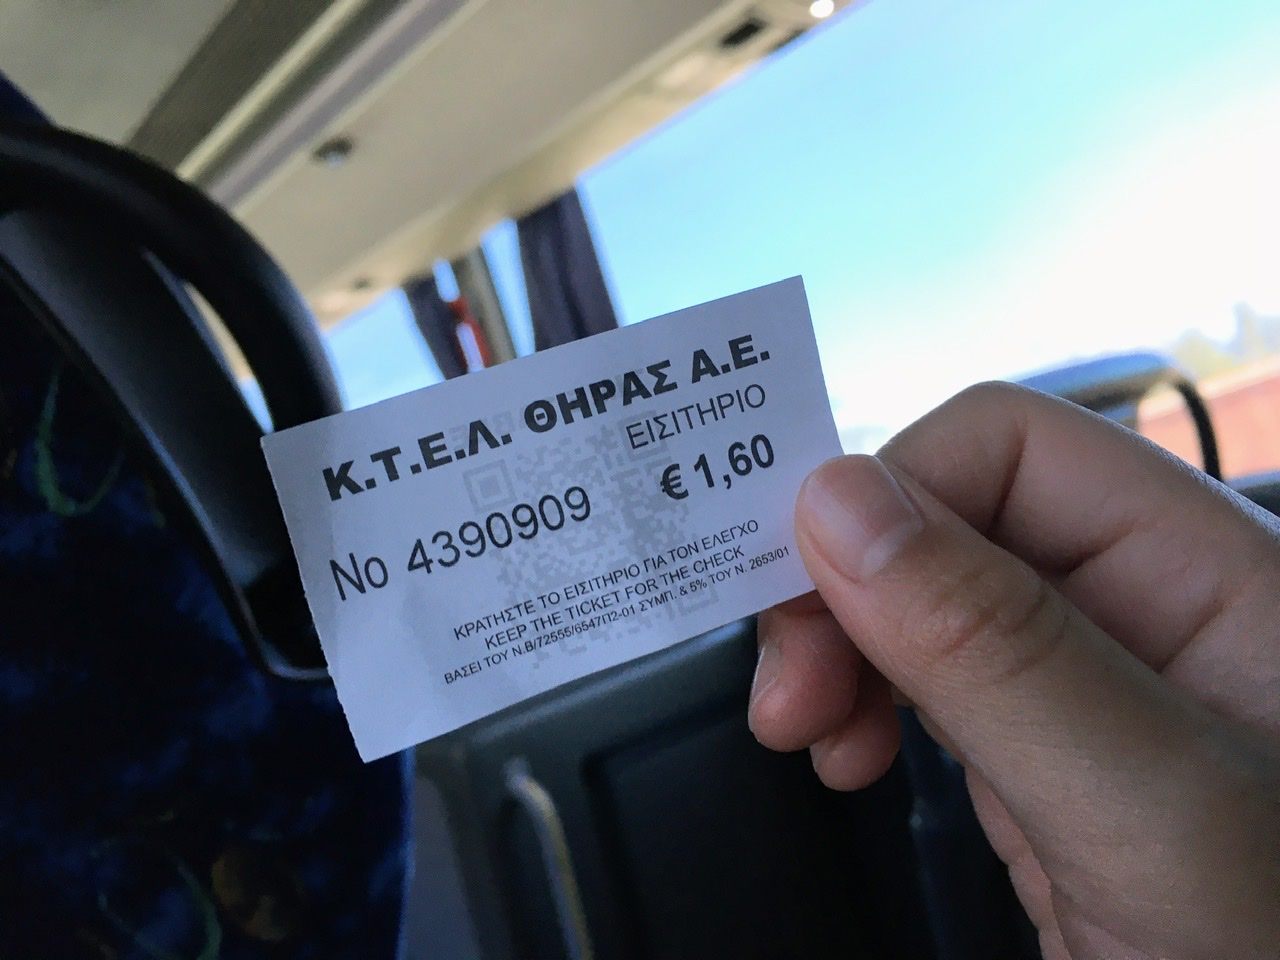 Κ.Τ.Ε.Λ. ΘΗΡΑΣ Α.Ε.
ΕΙΣΙΤΗΡΙΟ
No 4390909 € 1,60
ΚΡΑΤΗΣΤΕ ΤΟ ΕΙΣΙΤΗΡΙΟ ΓΙΑ ΤΟΝ ΕΛΕΓΧΟ
KEEP THE TICKET FOR THE CHECK
ΒΑΣΕΙ ΤΟΥ Ν.Β/72555/6547Π2-01 ΣΥΜΠ. & 5% ΤΟΥ Ν. 2653/01